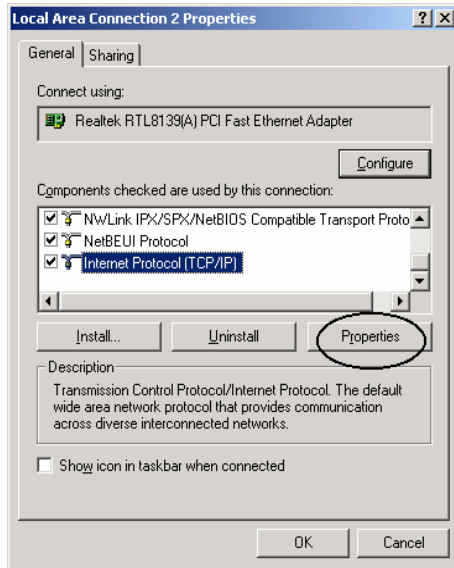 Local Area Connection 2 Properties
General Sharing
Connect using:
Realtek RTL8139(A) PCI Fast Ethernet Adapter
Configure
Components checked are used by this connection:
NWLink IPX/SPX/NetBIOS Compatible Transport Proto
NetBEUI Protocol
Internet Protocol (TCP/IP)
Install... Uninstall Properties
Description
Transmission Control Protocol/Internet Protocol. The default
wide area network protocol that provides communication
across diverse interconnected networks.
Show icon in taskbar when connected
OK Cancel